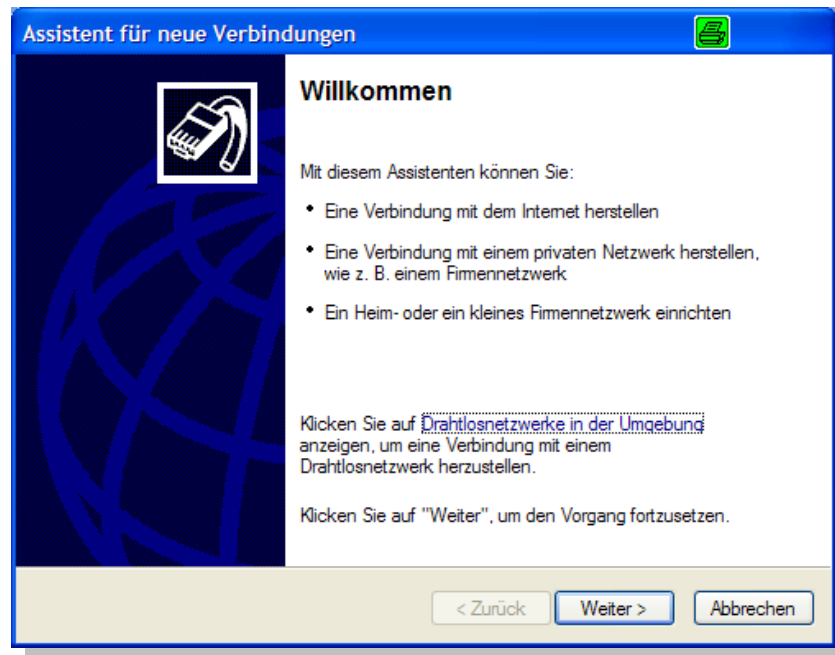 Assistent für neue Verbindungen
Willkommen
Mit diesem Assistenten können Sie:
• Eine Verbindung mit dem Internet herstellen
• Eine Verbindung mit einem privaten Netzwerk herstellen,
wie z. B. einem Firmennetzwerk
• Ein Heim- oder ein kleines Firmennetzwerk einrichten
Klicken Sie auf Drahtlosnetzwerke in der Umgebung
anzeigen, um eine Verbindung mit einem
Drahtlosnetzwerk herzustellen.
Klicken Sie auf "Weiter", um den Vorgang fortzusetzen.
< Zurück Weiter > Abbrechen